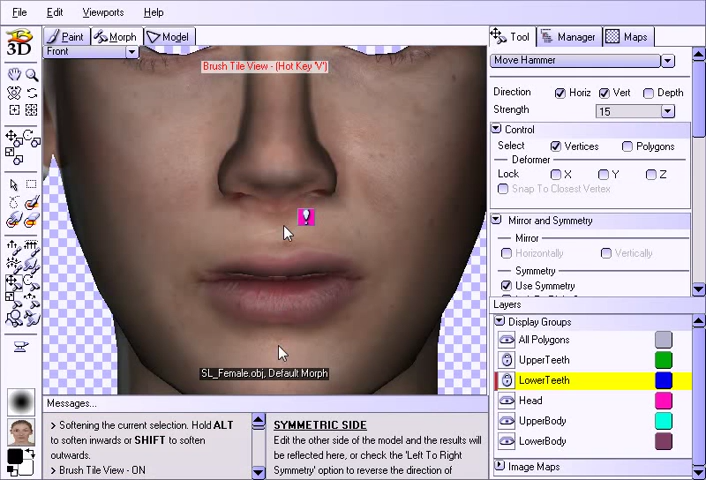 File Edit Viewports Help
3D Paint Morph Model
Tool Manager Maps
Front
Brush Tile View - (Hot Key 'V')
Move Hammer
Direction Horiz Vert Depth
Strength 15
Control
Select Vertices Polygons
Deformer
Lock X Y Z
Snap To Closest Vertex
Mirror and Symmetry
Mirror
Horizontally Vertically
Symmetry
Use Symmetry
Layers
Display Groups
All Polygons
UpperTeeth
LowerTeeth
Head
UpperBody
LowerBody
Image Maps
SL_Female.obj, Default Morph
Messages...
> Softening the current selection. Hold ALT
to soften inwards or SHIFT to soften
outwards.
> Brush Tile View - ON
SYMMETRIC SIDE
Edit the other side of the model and the results will
be reflected here, or check the 'Left To Right
Symmetry' option to reverse the direction of